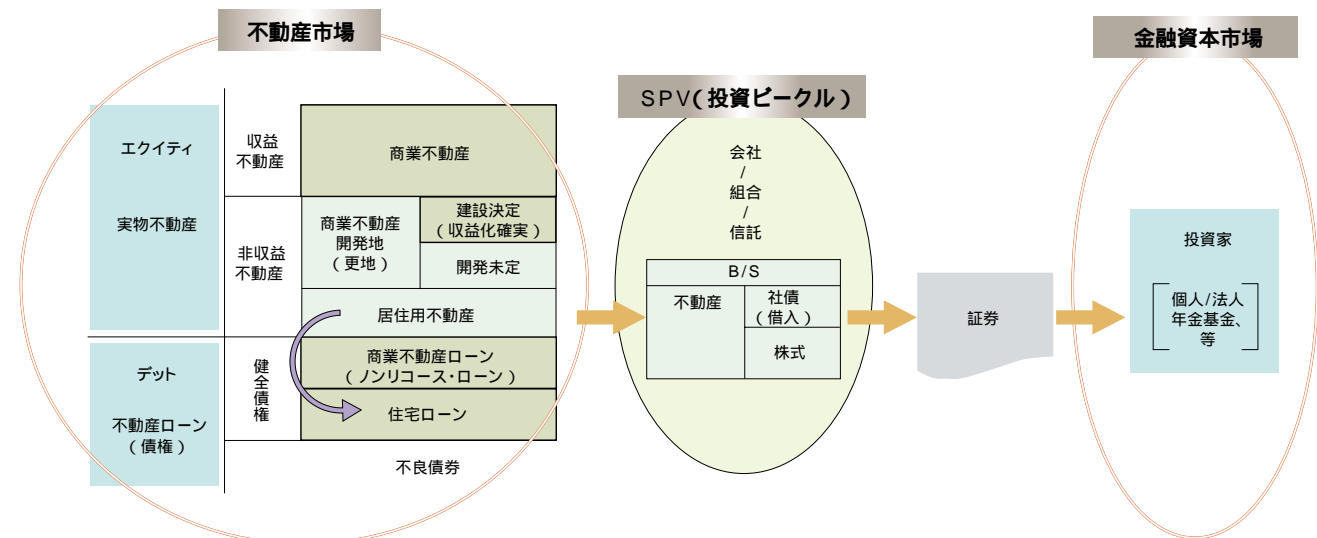 不動産市場
エクイティ
実物不動産
収益
不動産
商業不動産
非収益
不動産
商業不動産
開発地
(更地)
建設決定
(収益化確実)
開発未定
居住用不動産
デット
不動産ローン
(債権)
健
全
債
権
商業不動産ローン
(ノンリコース・ローン)
住宅ローン
不良債券
SPV(投資ビークル)
会社
/
組合
/
信託
B/S
不動産
社債
(借入)
株式
証券
金融資本市場
投資家
個人/法人
年金基金、
等